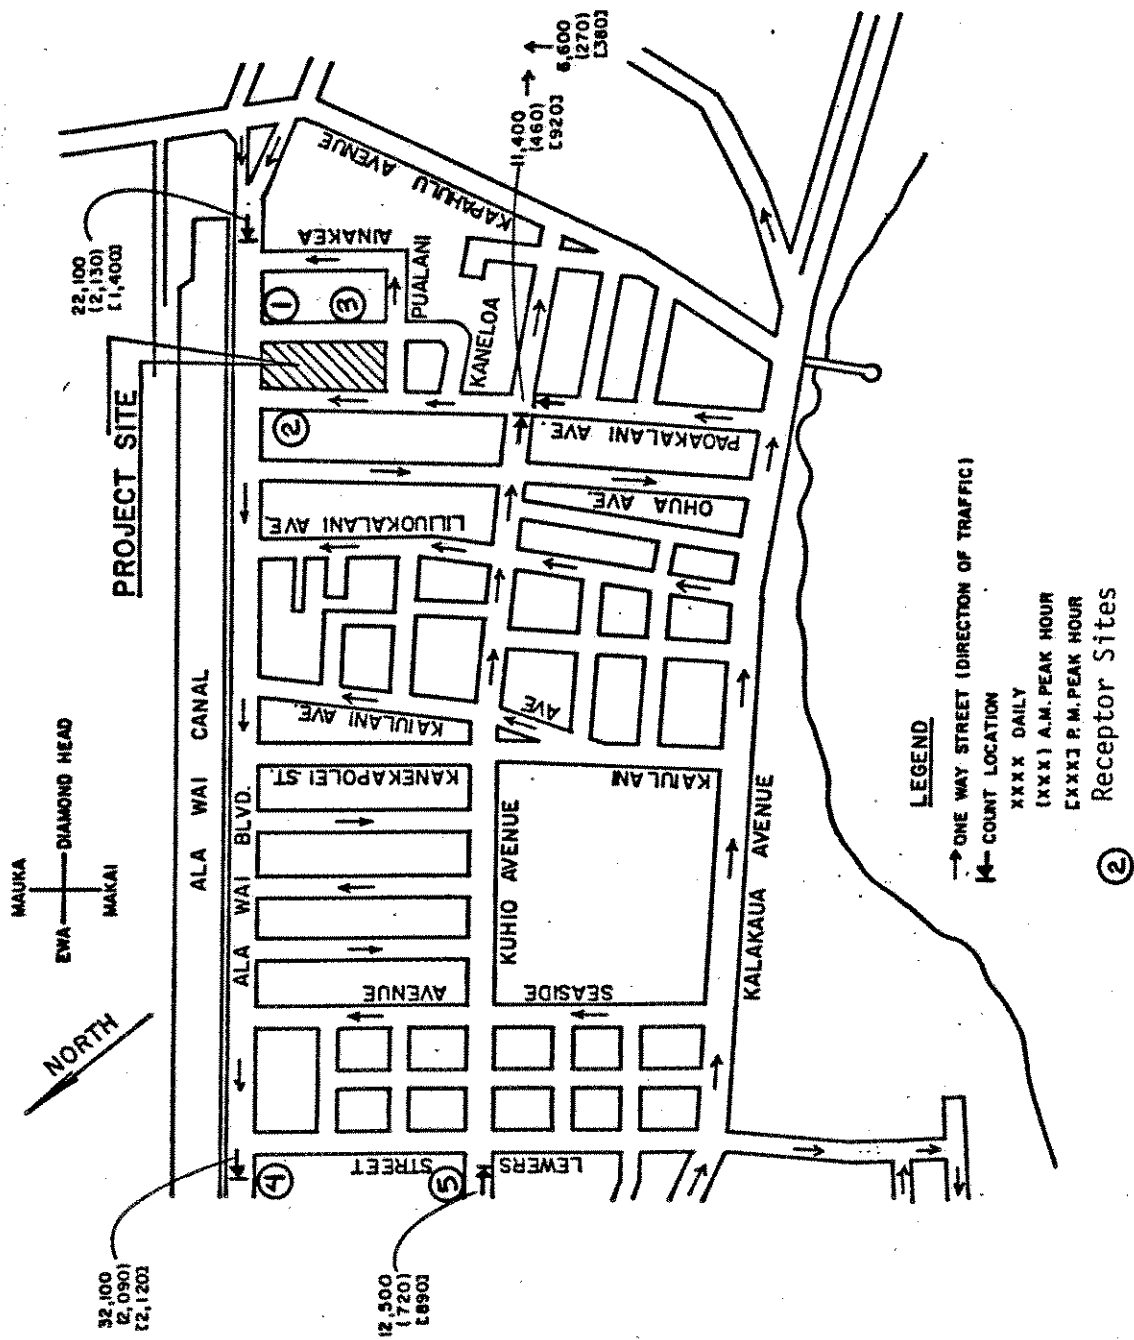 MAUKA
EWA
DIAMOND HEAD
MAKAI
NORTH
PROJECT SITE
22,100
(2,130)
[1,400]
11,400
(460)
[920]
6,600
(270)
[380]
32,100
(2,090)
[2,120]
12,500
(720)
[890]
ALA WAI CANAL
ALA WAI BLVD.
KUHIO AVENUE
KALAKAUA AVENUE
KAPAHULU AVENUE
AINAKEA
PUALANI
KANELOA
PAOAKALANI AVE.
OHUA AVE.
LILIUOKALANI AVE.
KAIULANI AVE.
KAIULANI
AVE
KANEKAPOLEI ST.
SEASIDE
AVENUE
LEWERS
STREET
1
2
3
4
5
LEGEND
ONE WAY STREET (DIRECTION OF TRAFFIC)
COUNT LOCATION
XXXX DAILY
(XXX) A.M. PEAK HOUR
[XXX] P.M. PEAK HOUR
2 Receptor Sites